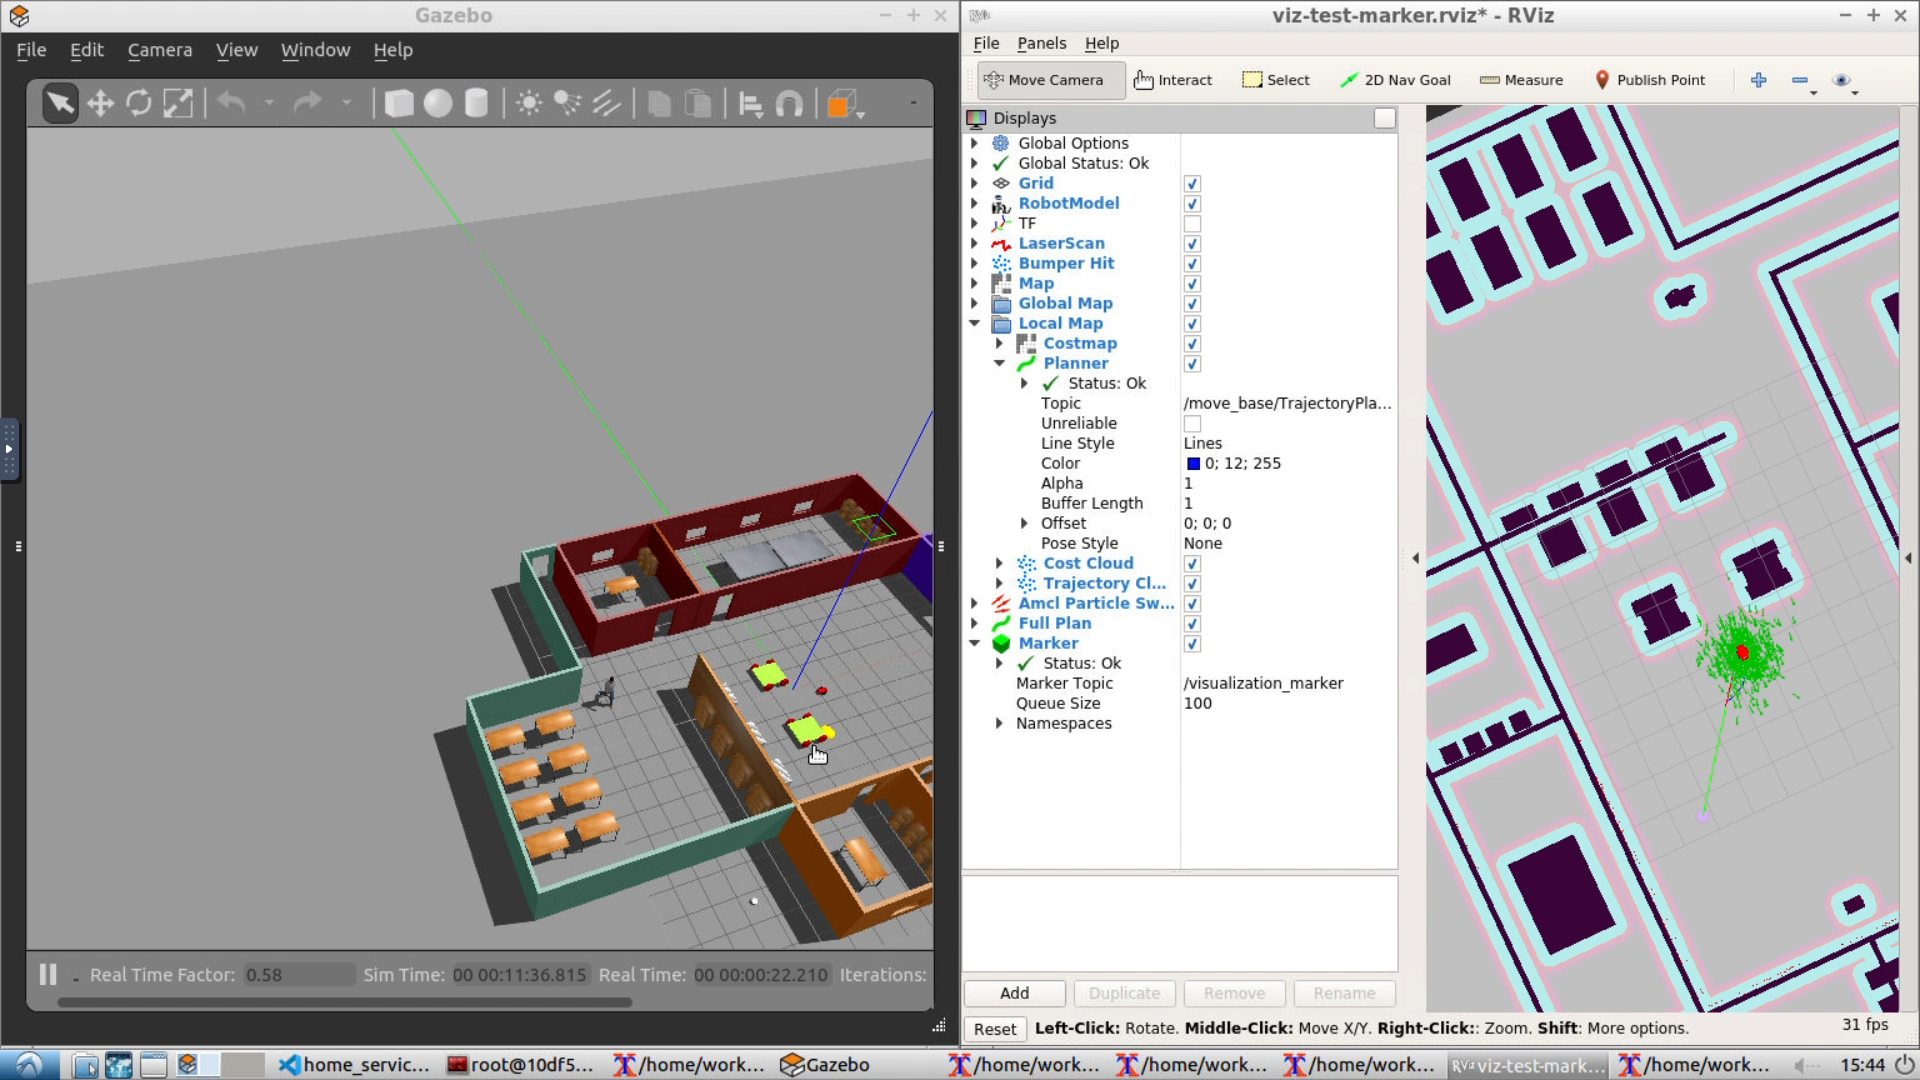 Gazebo
File Edit Camera View Window Help
Real Time Factor: 0.58 Sim Time: 00 00:11:36.815 Real Time: 00 00:00:22.210 Iterations:
viz-test-marker.rviz* - RViz
File Panels Help
Move Camera Interact Select 2D Nav Goal Measure Publish Point
Displays
Global Options
Global Status: Ok
Grid
RobotModel
TF
LaserScan
Bumper Hit
Map
Global Map
Local Map
Costmap
Planner
Status: Ok
Topic /move_base/TrajectoryPla...
Unreliable
Line Style Lines
Color 0; 12; 255
Alpha 1
Buffer Length 1
Offset 0; 0; 0
Pose Style None
Cost Cloud
Trajectory Cl...
Amcl Particle Sw...
Full Plan
Marker
Status: Ok
Marker Topic /visualization_marker
Queue Size 100
Namespaces
Add Duplicate Remove Rename
Reset Left-Click: Rotate. Middle-Click: Move X/Y. Right-Click:: Zoom. Shift: More options. 31 fps
home_servic... root@10df5... /home/work... Gazebo /home/work... /home/work... /home/work... RViz viz-test-mark... /home/work... 15:44